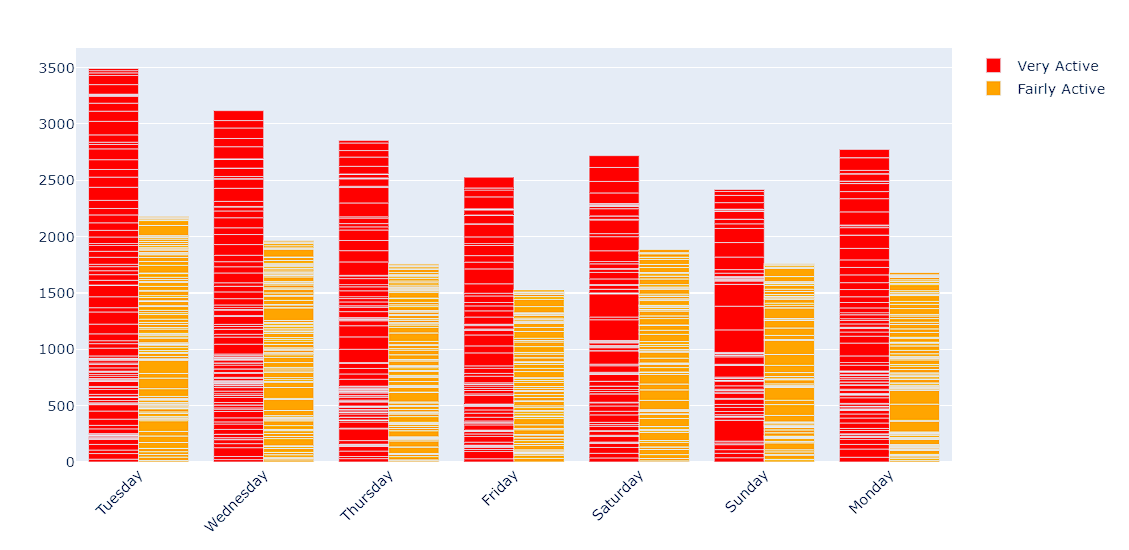 3500
3000
2500
2000
1500
1000
500
0
Tuesday
Wednesday
Thursday
Friday
Saturday
Sunday
Monday
Very Active
Fairly Active